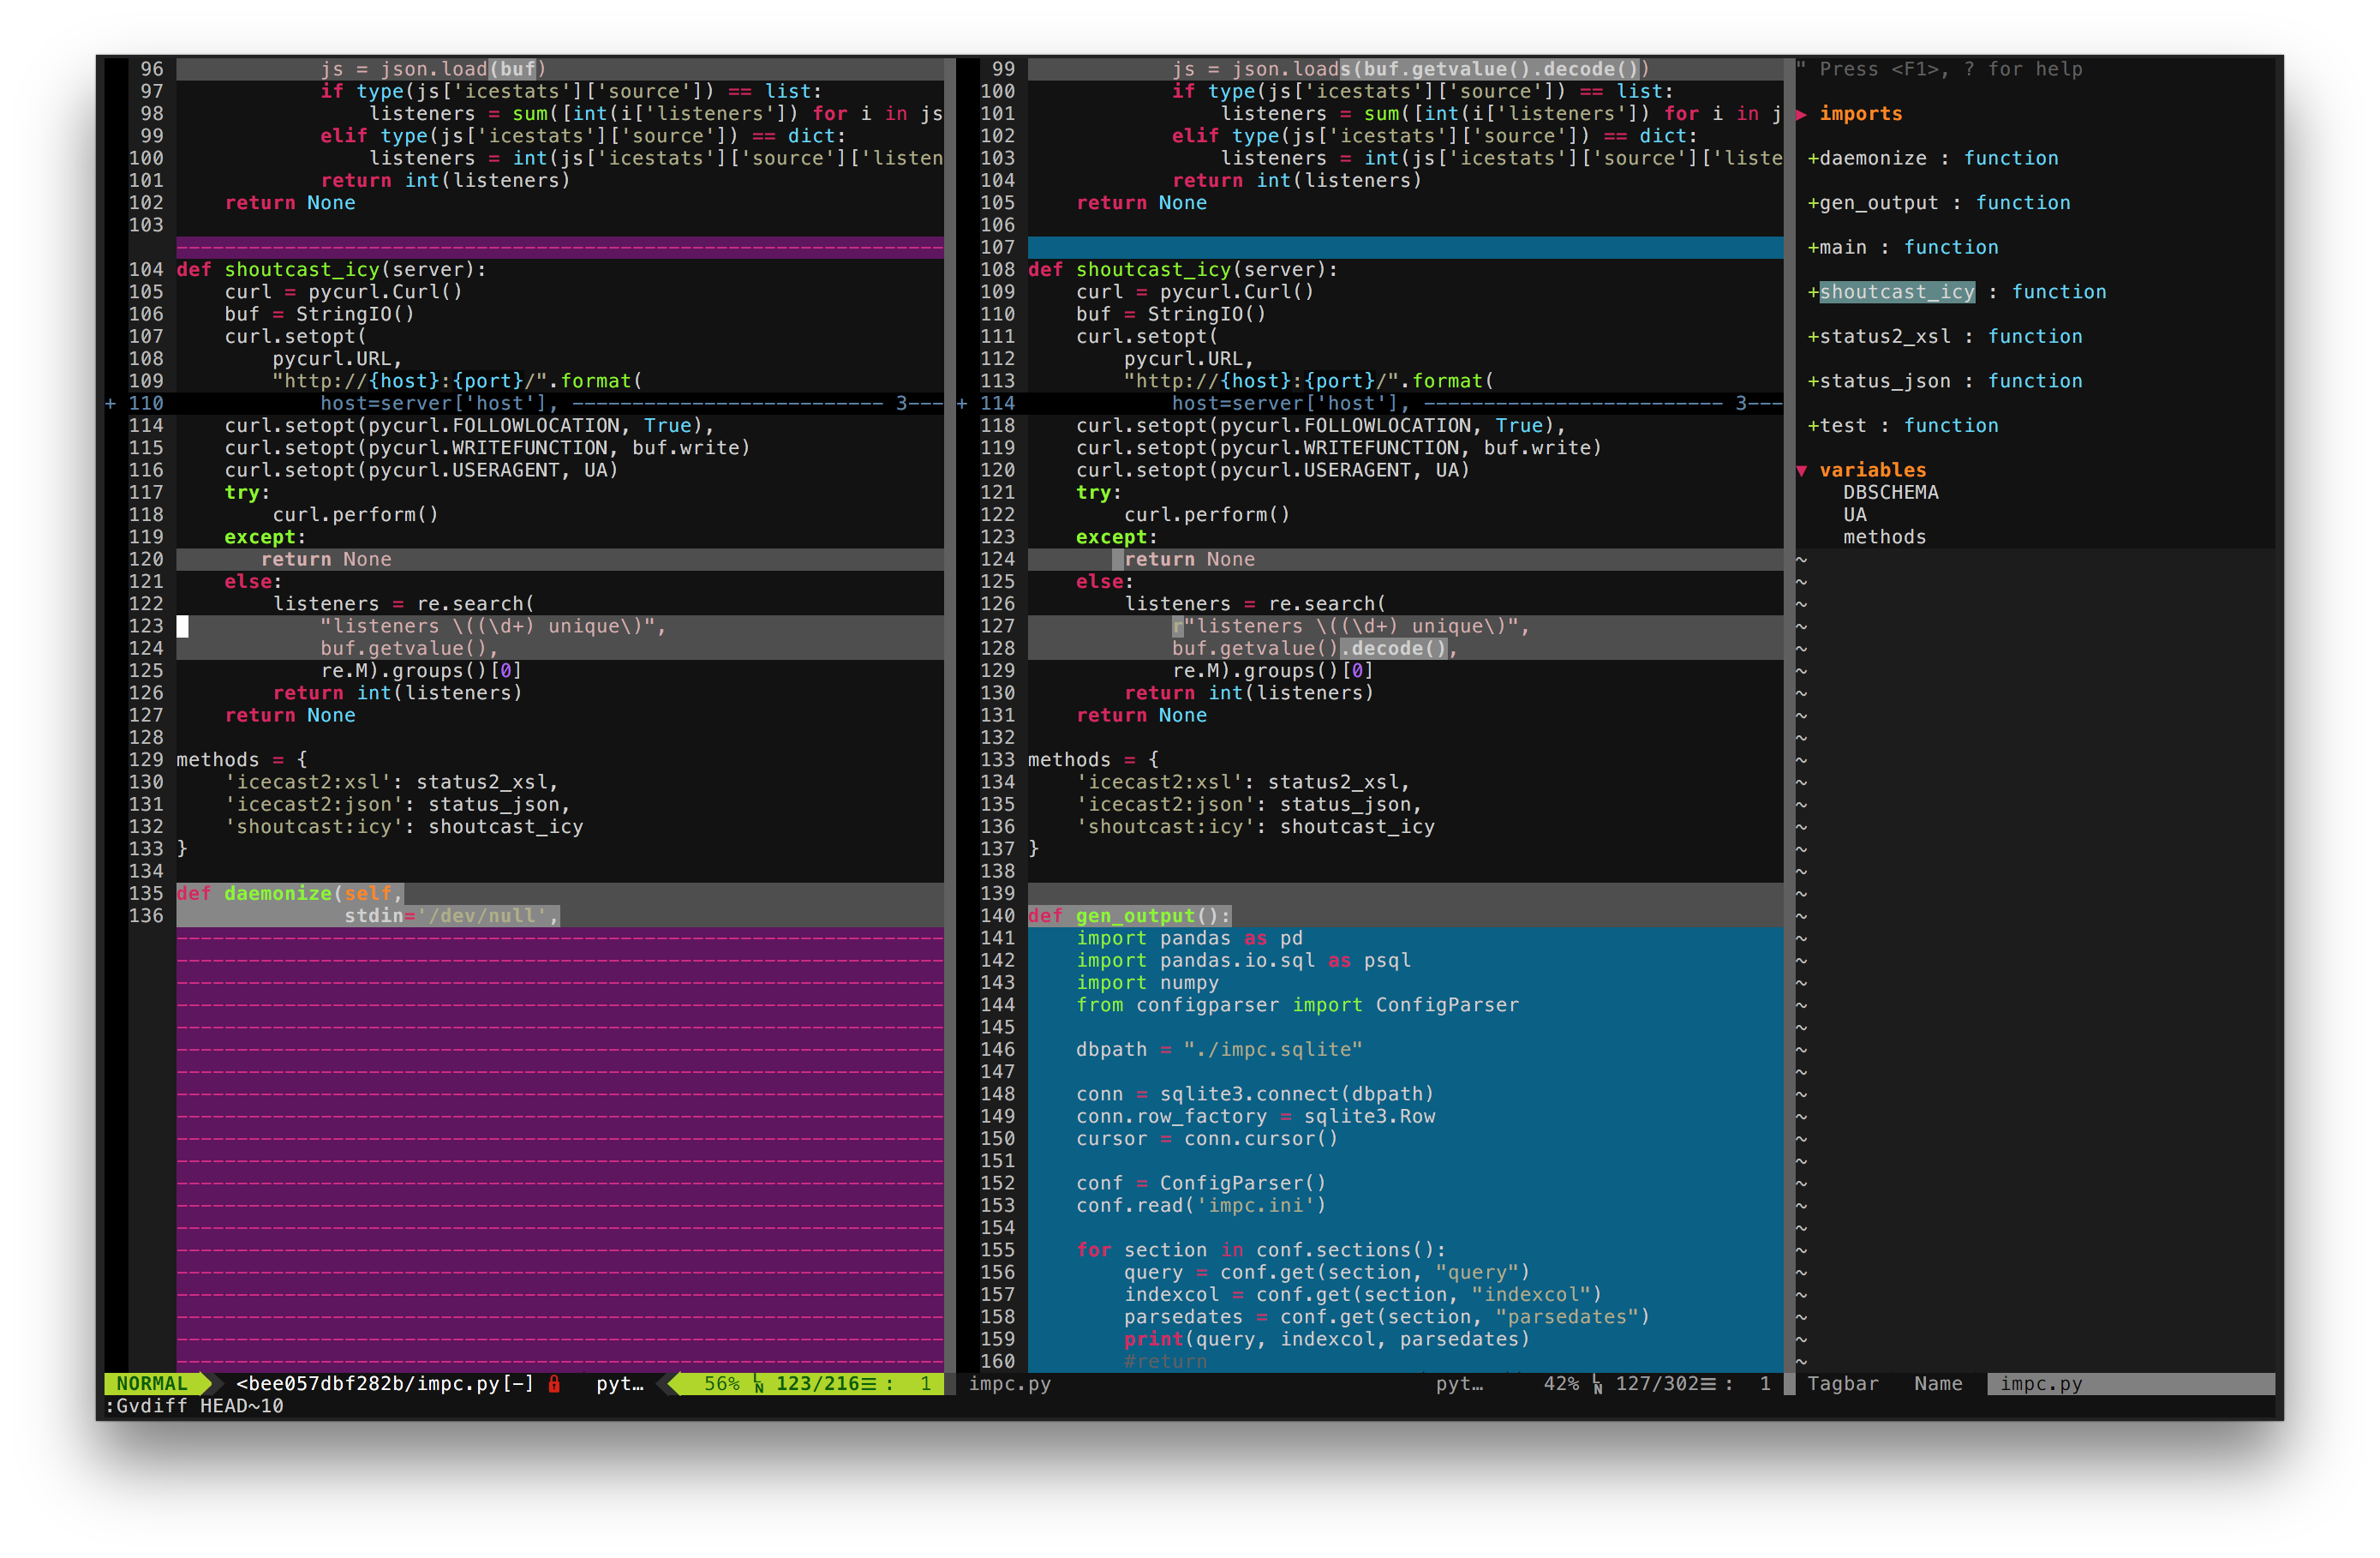 96             js = json.load(buf)
97             if type(js['icestats']['source']) == list:
98                 listeners = sum([int(i['listeners']) for i in js
99             elif type(js['icestats']['source']) == dict:
100                 listeners = int(js['icestats']['source']['listen
101             return int(listeners)
102     return None
103
104 def shoutcast_icy(server):
105     curl = pycurl.Curl()
106     buf = StringIO()
107     curl.setopt(
108         pycurl.URL,
109         "http://{host}:{port}/".format(
+ 110             host=server['host'], -------------------------- 3---
114     curl.setopt(pycurl.FOLLOWLOCATION, True),
115     curl.setopt(pycurl.WRITEFUNCTION, buf.write)
116     curl.setopt(pycurl.USERAGENT, UA)
117     try:
118         curl.perform()
119     except:
120        return None
121     else:
122         listeners = re.search(
123             "listeners \((\d+) unique\)",
124             buf.getvalue(),
125             re.M).groups()[0]
126         return int(listeners)
127     return None
128
129 methods = {
130     'icecast2:xsl': status2_xsl,
131     'icecast2:json': status_json,
132     'shoutcast:icy': shoutcast_icy
133 }
134
135 def daemonize(self,
136               stdin='/dev/null',
NORMAL <bee057dbf282b/impc.py[-] pyt… 56% LN 123/216☰ :  1
99             js = json.loads(buf.getvalue().decode())
100             if type(js['icestats']['source']) == list:
101                 listeners = sum([int(i['listeners']) for i in j
102             elif type(js['icestats']['source']) == dict:
103                 listeners = int(js['icestats']['source']['liste
104             return int(listeners)
105     return None
106
107
108 def shoutcast_icy(server):
109     curl = pycurl.Curl()
110     buf = StringIO()
111     curl.setopt(
112         pycurl.URL,
113         "http://{host}:{port}/".format(
+ 114             host=server['host'], ------------------------- 3---
118     curl.setopt(pycurl.FOLLOWLOCATION, True),
119     curl.setopt(pycurl.WRITEFUNCTION, buf.write)
120     curl.setopt(pycurl.USERAGENT, UA)
121     try:
122         curl.perform()
123     except:
124         return None
125     else:
126         listeners = re.search(
127             r"listeners \((\d+) unique\)",
128             buf.getvalue().decode(),
129             re.M).groups()[0]
130         return int(listeners)
131     return None
132
133 methods = {
134     'icecast2:xsl': status2_xsl,
135     'icecast2:json': status_json,
136     'shoutcast:icy': shoutcast_icy
137 }
138
139
140 def gen_output():
141     import pandas as pd
142     import pandas.io.sql as psql
143     import numpy
144     from configparser import ConfigParser
145
146     dbpath = "./impc.sqlite"
147
148     conn = sqlite3.connect(dbpath)
149     conn.row_factory = sqlite3.Row
150     cursor = conn.cursor()
151
152     conf = ConfigParser()
153     conf.read('impc.ini')
154
155     for section in conf.sections():
156         query = conf.get(section, "query")
157         indexcol = conf.get(section, "indexcol")
158         parsedates = conf.get(section, "parsedates")
159         print(query, indexcol, parsedates)
160         #return
impc.py pyt… 42% LN 127/302☰ :  1
" Press <F1>, ? for help
▶ imports
+daemonize : function
+gen_output : function
+main : function
+shoutcast_icy : function
+status2_xsl : function
+status_json : function
+test : function
▼ variables
DBSCHEMA
UA
methods
Tagbar   Name   impc.py
:Gvdiff HEAD~10